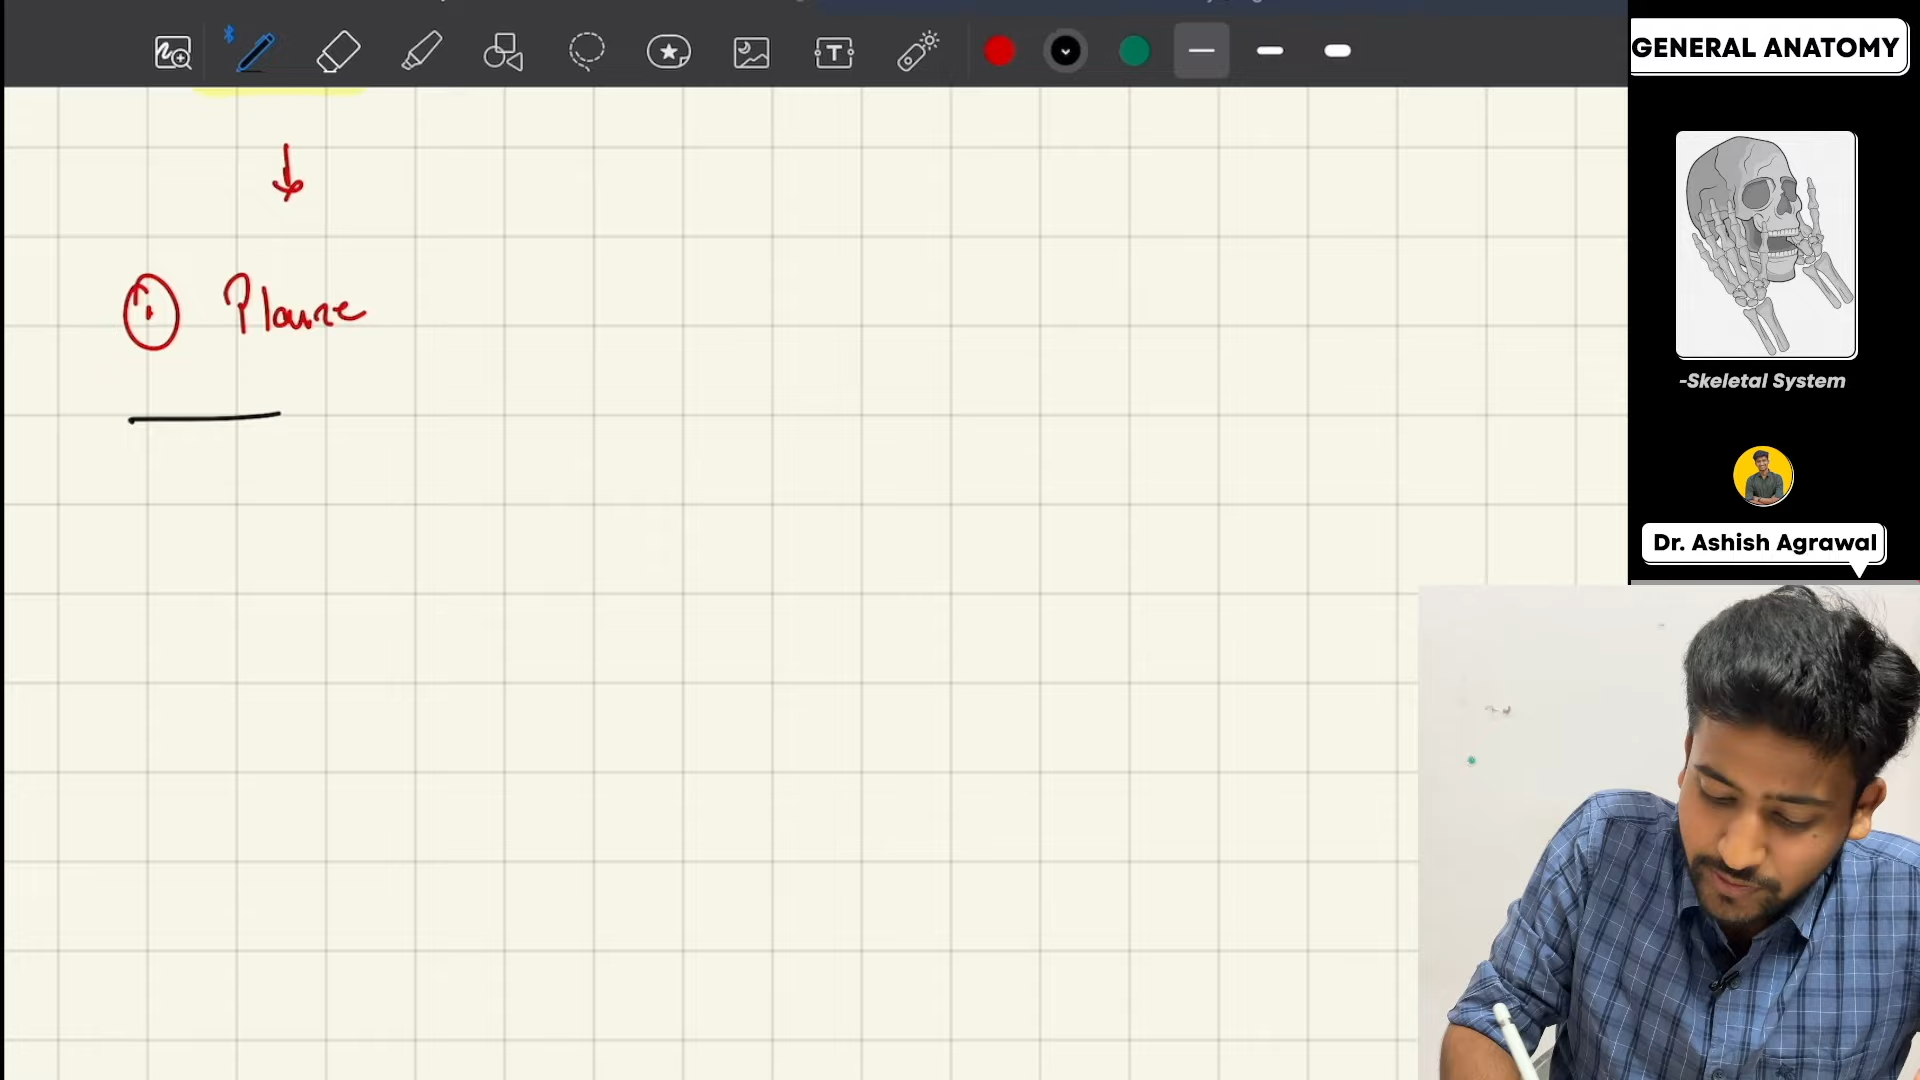 GENERAL ANATOMY
T
① Plane
-Skeletal System
Dr. Ashish Agrawal